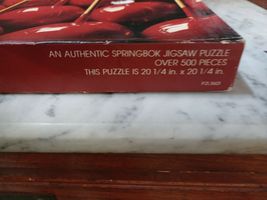 AN AUTHENTIC SPRINGBOK JIGSAW PUZZLE
OVER 500 PIECES
THIS PUZZLE IS 20 1/4 in. x 20 1/4 in.